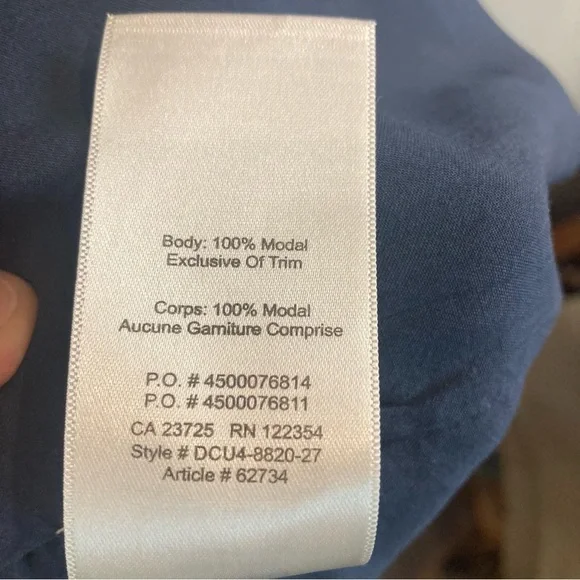 Body: 100% Modal
Exclusive Of Trim
Corps: 100% Modal
Aucune Garniture Comprise
P.O. # 4500076814
P.O. # 4500076811
CA 23725 RN 122354
Style # DCU4-8820-27
Article # 62734